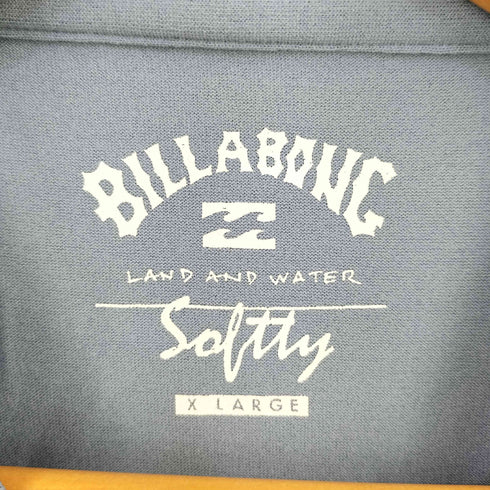 BILLABONG
LAND AND WATER
Softty
X LARGE